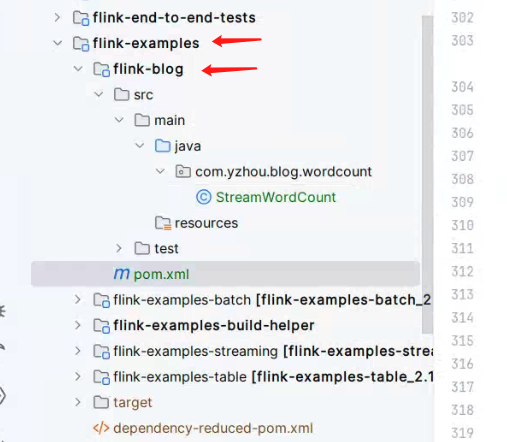 flink-end-to-end-tests
flink-examples
flink-blog
src
main
java
com.yzhou.blog.wordcount
StreamWordCount
resources
test
pom.xml
flink-examples-batch [flink-examples-batch_2
flink-examples-build-helper
flink-examples-streaming [flink-examples-strea
flink-examples-table [flink-examples-table_2.1
target
dependency-reduced-pom.xml
302
303
304
305
306
307
308
309
310
311
312
313
314
315
316
317
318
319